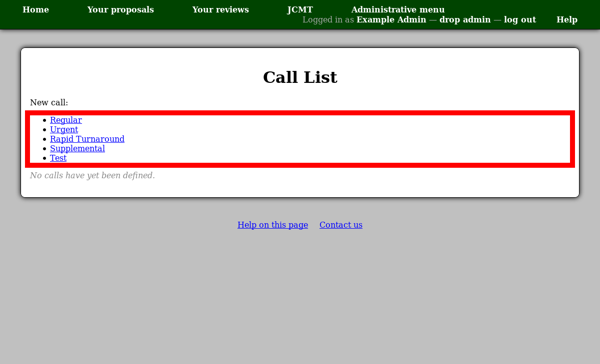 Home Your proposals Your reviews JCMT Administrative menu
Logged in as Example Admin — drop admin — log out Help
Call List
New call:
• Regular
• Urgent
• Rapid Turnaround
• Supplemental
• Test
No calls have yet been defined.
Help on this page Contact us